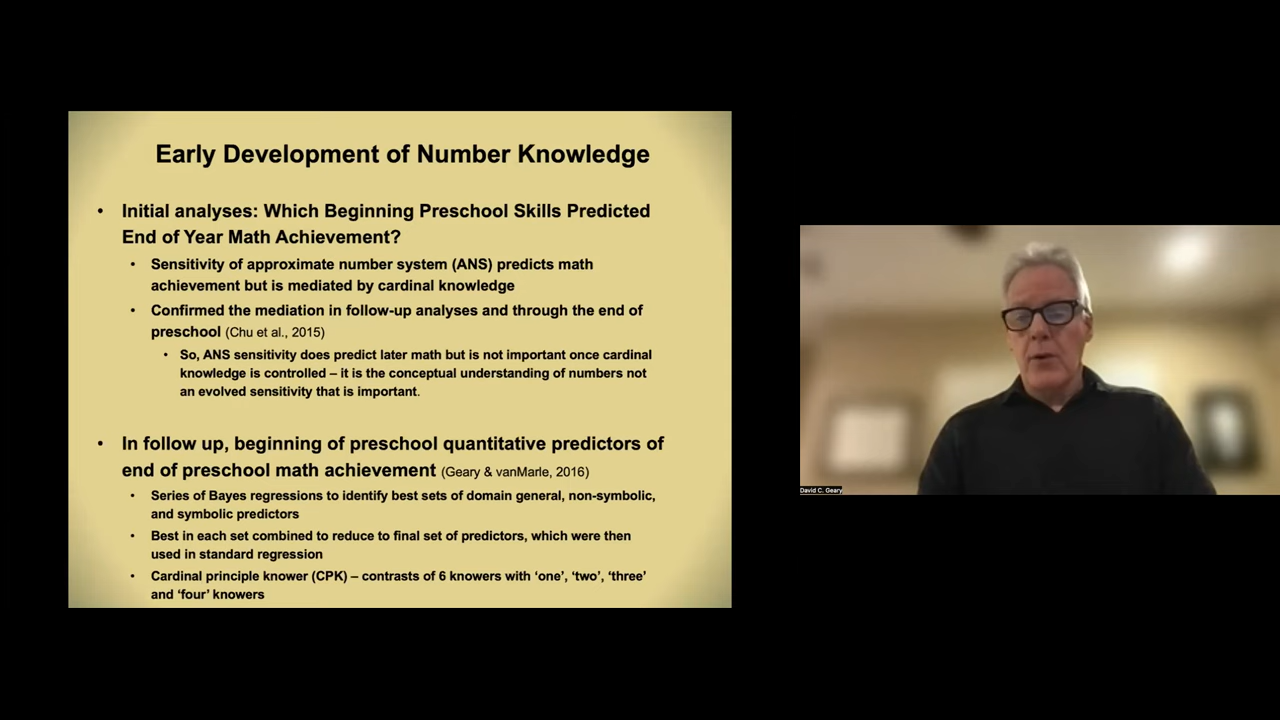 Early Development of Number Knowledge
• Initial analyses: Which Beginning Preschool Skills Predicted
End of Year Math Achievement?
• Sensitivity of approximate number system (ANS) predicts math
achievement but is mediated by cardinal knowledge
• Confirmed the mediation in follow-up analyses and through the end of
preschool (Chu et al., 2015)
• So, ANS sensitivity does predict later math but is not important once cardinal
knowledge is controlled – it is the conceptual understanding of numbers not
an evolved sensitivity that is important.
• In follow up, beginning of preschool quantitative predictors of
end of preschool math achievement (Geary & vanMarle, 2016)
• Series of Bayes regressions to identify best sets of domain general, non-symbolic,
and symbolic predictors
• Best in each set combined to reduce to final set of predictors, which were then
used in standard regression
• Cardinal principle knower (CPK) – contrasts of 6 knowers with ‘one’, ‘two’, ‘three’
and ‘four’ knowers
David C. Geary